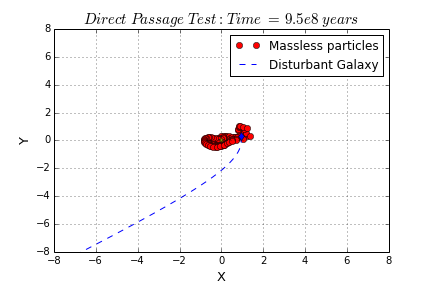 Direct Passage Test: Time = 9.5e8 years
Massless particles
Disturbant Galaxy
8
6
4
2
0
−2
−4
−6
−8
Y
−8 −6 −4 −2 0 2 4 6 8
X